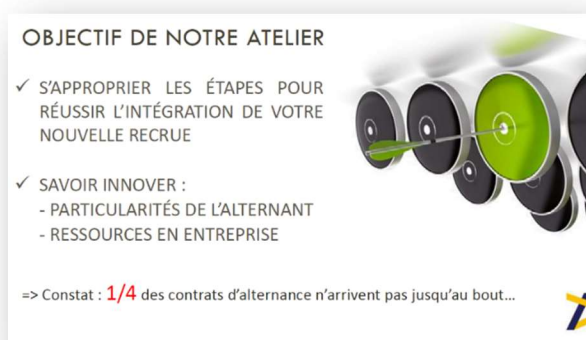 OBJECTIF DE NOTRE ATELIER
✓ S'APPROPRIER LES ÉTAPES POUR
RÉUSSIR L'INTÉGRATION DE VOTRE
NOUVELLE RECRUE
✓ SAVOIR INNOVER :
- PARTICULARITÉS DE L'ALTERNANT
- RESSOURCES EN ENTREPRISE
=> Constat : 1/4 des contrats d'alternance n'arrivent pas jusqu'au bout...